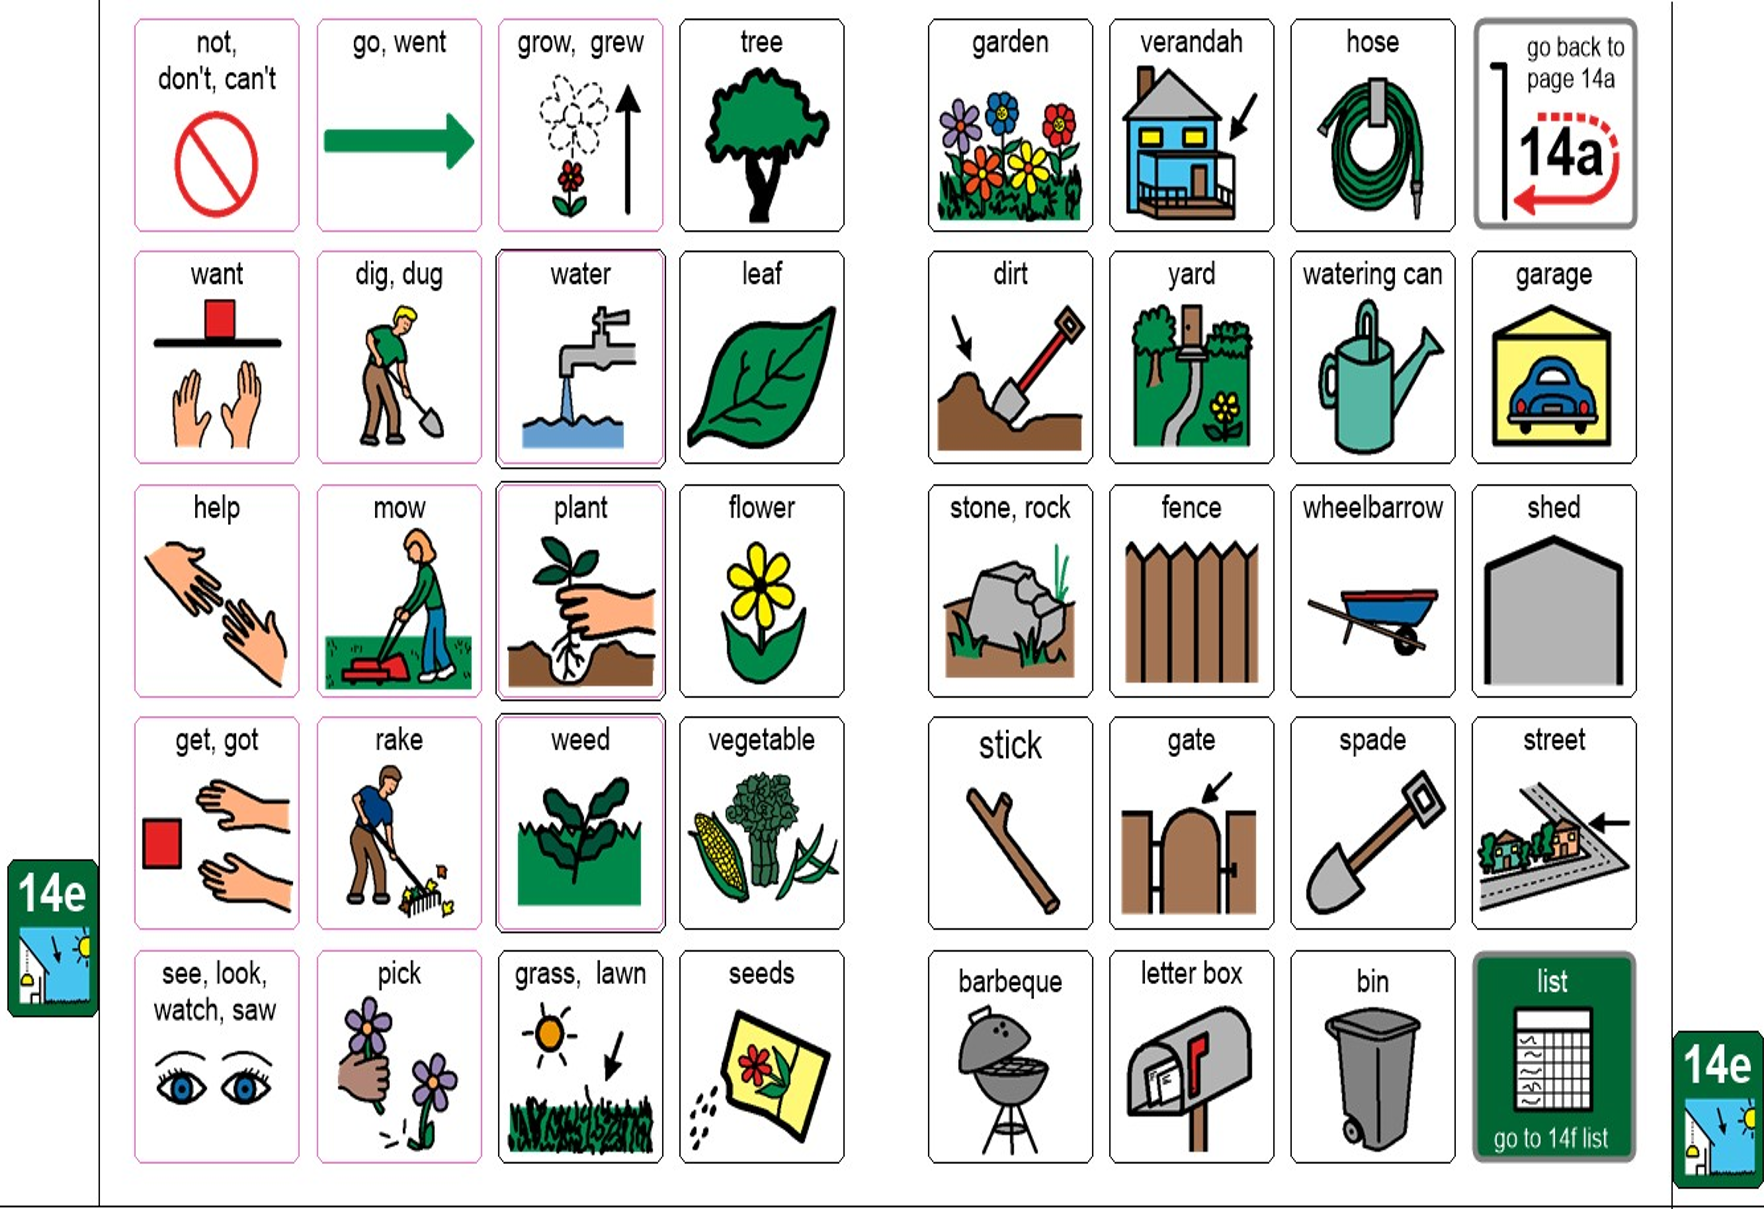 not,
don't, can't
go, went
grow, grew
tree
garden
verandah
hose
go back to
page 14a
14a
want
dig, dug
water
leaf
dirt
yard
watering can
garage
help
mow
plant
flower
stone, rock
fence
wheelbarrow
shed
get, got
rake
weed
vegetable
stick
gate
spade
street
14e
see, look,
watch, saw
pick
grass, lawn
seeds
barbeque
letter box
bin
list
go to 14f list
14e